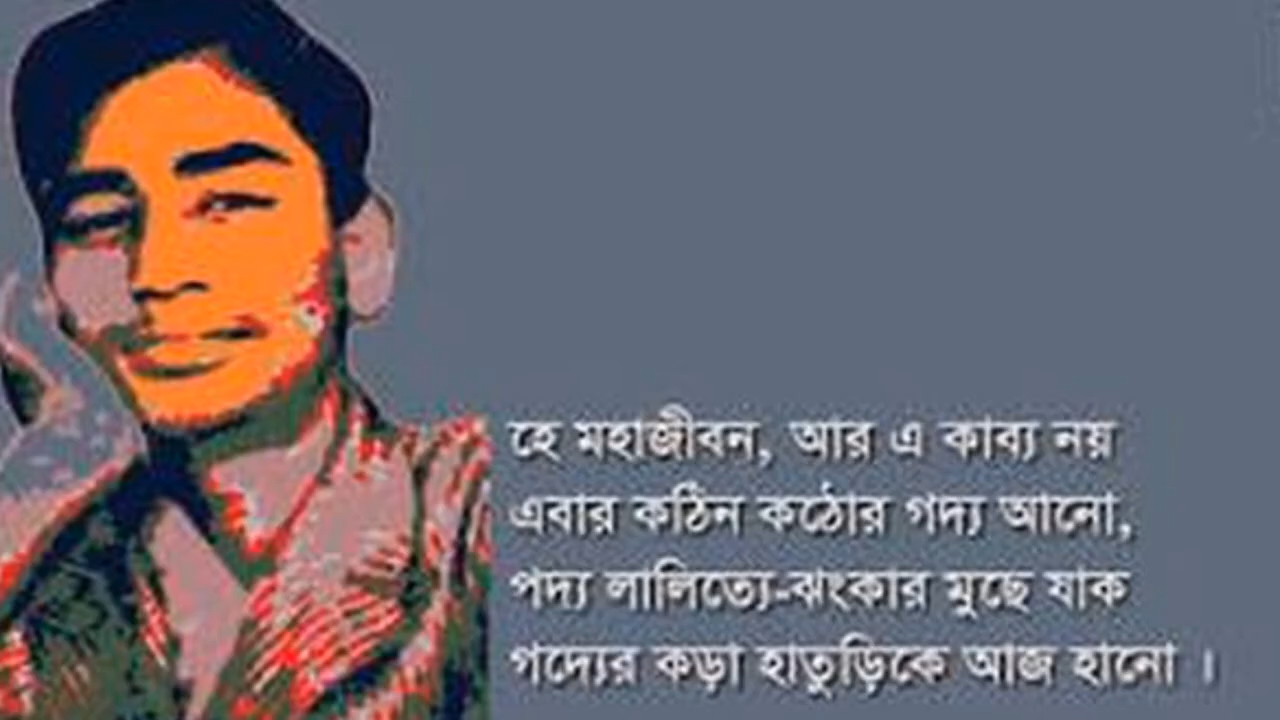 হে মহাজীবন, আর এ কাব্য নয়
এবার কঠিন কঠোর গদ্য আনো,
পদ্য লালিত্যে-ঝংকার মুছে যাক
গদ্যের কড়া হাতুড়িকে আজ হানো ।